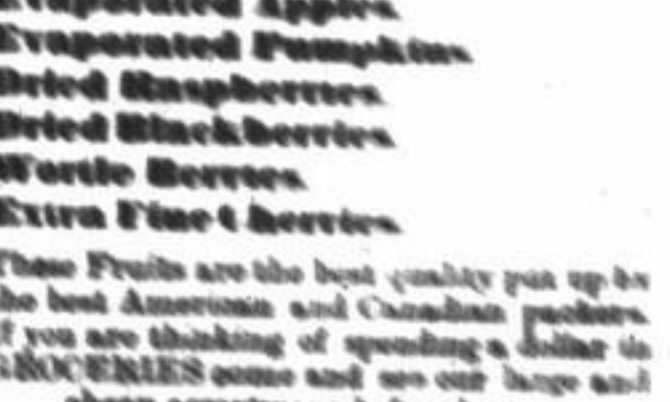 Evaporated Apples
Evaporated Pumpkins
Dried Raspberries
Dried Blackberries
Wortle Berries
Extra Fine Cherries
These Fruits are the best quality put up by
the best American and Canadian packers.
If you are thinking of spending a dollar in
GROCERIES come and see our large and
cheap